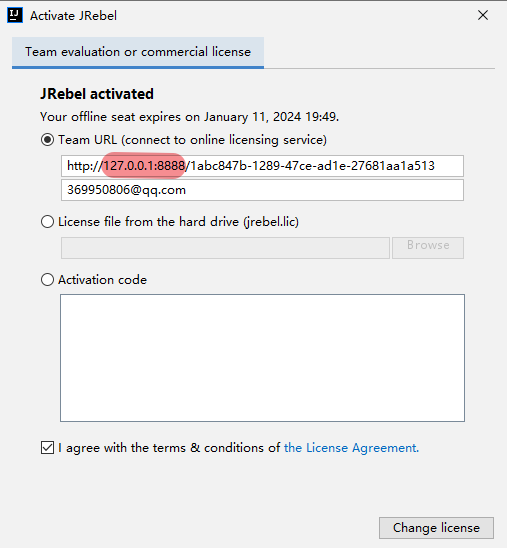 IJ
Activate JRebel
Team evaluation or commercial license
JRebel activated
Your offline seat expires on January 11, 2024 19:49.
Team URL (connect to online licensing service)
http://127.0.0.1:8888/1abc847b-1289-47ce-ad1e-27681aa1a513
369950806@qq.com
License file from the hard drive (jrebel.lic)
Browse
Activation code
I agree with the terms & conditions of the License Agreement.
Change license